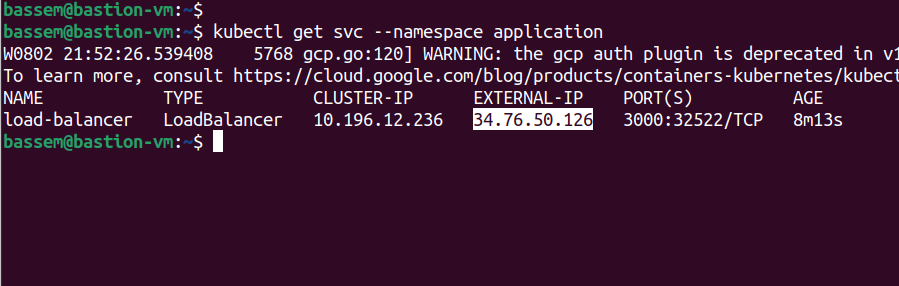 bassem@bastion-vm:~$
bassem@bastion-vm:~$ kubectl get svc --namespace application
W0802 21:52:26.539408    5768 gcp.go:120] WARNING: the gcp auth plugin is deprecated in v1
To learn more, consult https://cloud.google.com/blog/products/containers-kubernetes/kubect
NAME            TYPE           CLUSTER-IP      EXTERNAL-IP    PORT(S)          AGE
load-balancer   LoadBalancer   10.196.12.236   34.76.50.126   3000:32522/TCP   8m13s
bassem@bastion-vm:~$